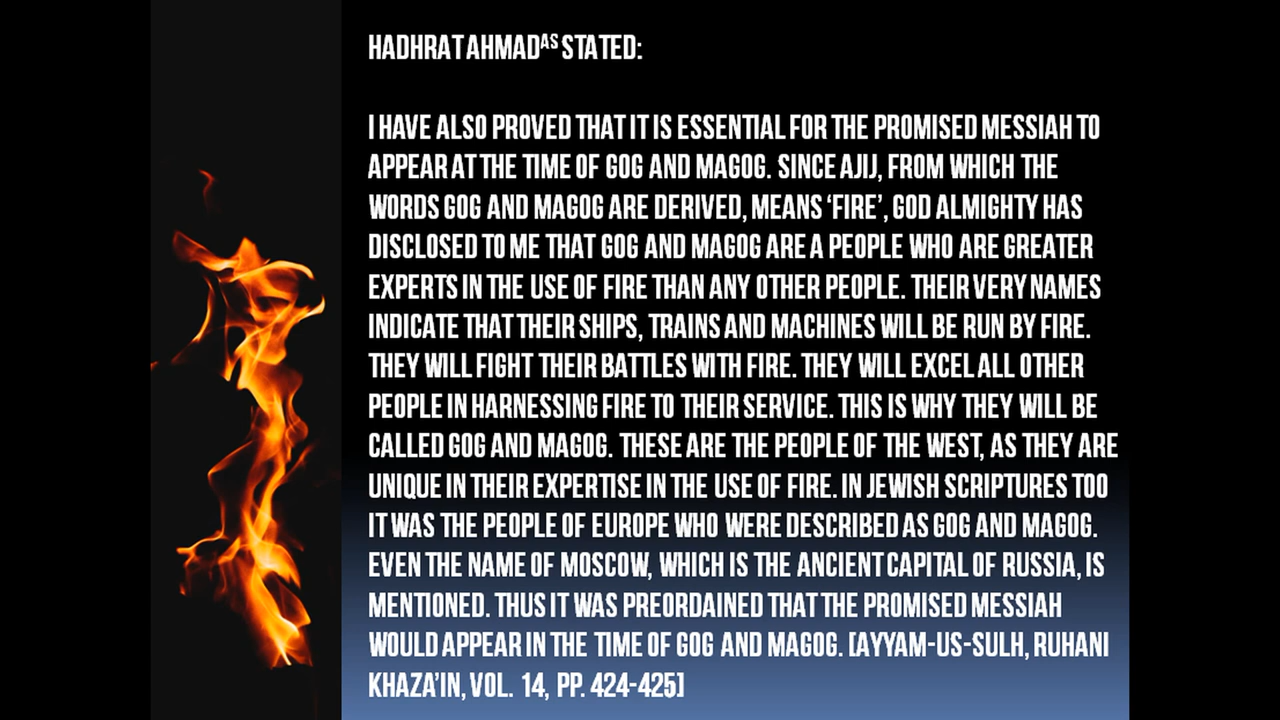 HADHRAT AHMADAS STATED:
I HAVE ALSO PROVED THAT IT IS ESSENTIAL FOR THE PROMISED MESSIAH TO
APPEAR AT THE TIME OF GOG AND MAGOG. SINCE AJIJ, FROM WHICH THE
WORDS GOG AND MAGOG ARE DERIVED, MEANS ‘FIRE’, GOD ALMIGHTY HAS
DISCLOSED TO ME THAT GOG AND MAGOG ARE A PEOPLE WHO ARE GREATER
EXPERTS IN THE USE OF FIRE THAN ANY OTHER PEOPLE. THEIR VERY NAMES
INDICATE THAT THEIR SHIPS, TRAINS AND MACHINES WILL BE RUN BY FIRE.
THEY WILL FIGHT THEIR BATTLES WITH FIRE. THEY WILL EXCEL ALL OTHER
PEOPLE IN HARNESSING FIRE TO THEIR SERVICE. THIS IS WHY THEY WILL BE
CALLED GOG AND MAGOG. THESE ARE THE PEOPLE OF THE WEST, AS THEY ARE
UNIQUE IN THEIR EXPERTISE IN THE USE OF FIRE. IN JEWISH SCRIPTURES TOO
IT WAS THE PEOPLE OF EUROPE WHO WERE DESCRIBED AS GOG AND MAGOG.
EVEN THE NAME OF MOSCOW, WHICH IS THE ANCIENT CAPITAL OF RUSSIA, IS
MENTIONED. THUS IT WAS PREORDAINED THAT THE PROMISED MESSIAH
WOULD APPEAR IN THE TIME OF GOG AND MAGOG. [AYYAM-US-SULH, RUHANI
KHAZA’IN, VOL. 14, PP. 424-425]